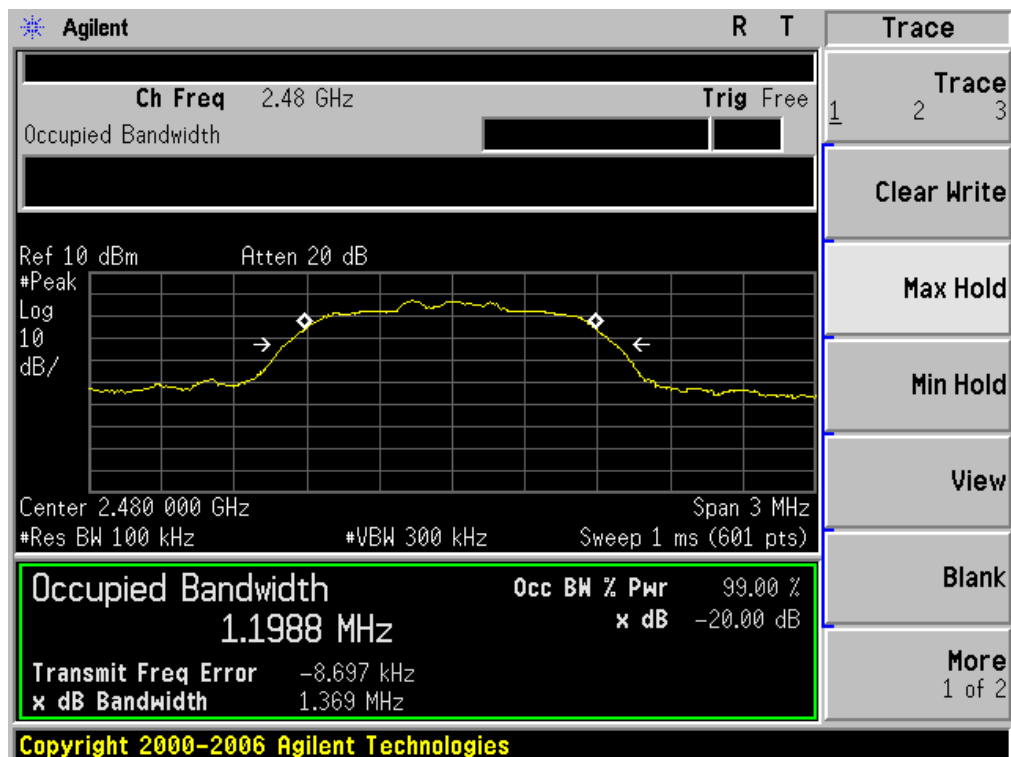 Agilent R T
Ch Freq 2.48 GHz Trig Free
Occupied Bandwidth
Ref 10 dBm Atten 20 dB
#Peak
Log
10
dB/
Center 2.480 000 GHz Span 3 MHz
#Res BW 100 kHz #VBW 300 kHz Sweep 1 ms (601 pts)
Occupied Bandwidth
1.1988 MHz
Occ BW % Pwr 99.00 %
x dB -20.00 dB
Transmit Freq Error -8.697 kHz
x dB Bandwidth 1.369 MHz
Copyright 2000-2006 Agilent Technologies
Trace
Trace
1 2 3
Clear Write
Max Hold
Min Hold
View
Blank
More
1 of 2